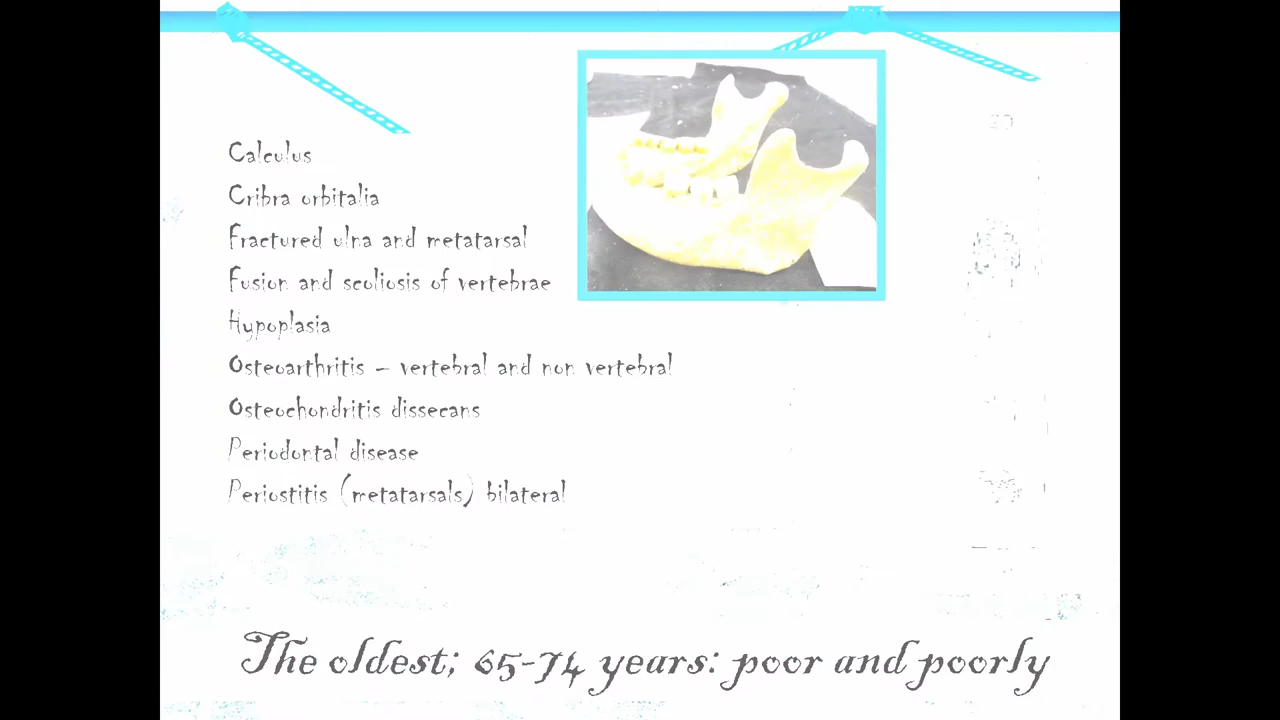 Calculus
Cribra orbitalia
Fractured ulna and metatarsal
Fusion and scoliosis of vertebrae
Hypoplasia
Osteoarthritis – vertebral and non vertebral
Osteochondritis dissecans
Periodontal disease
Periostitis (metatarsals) bilateral
The oldest; 65-74 years: poor and poorly